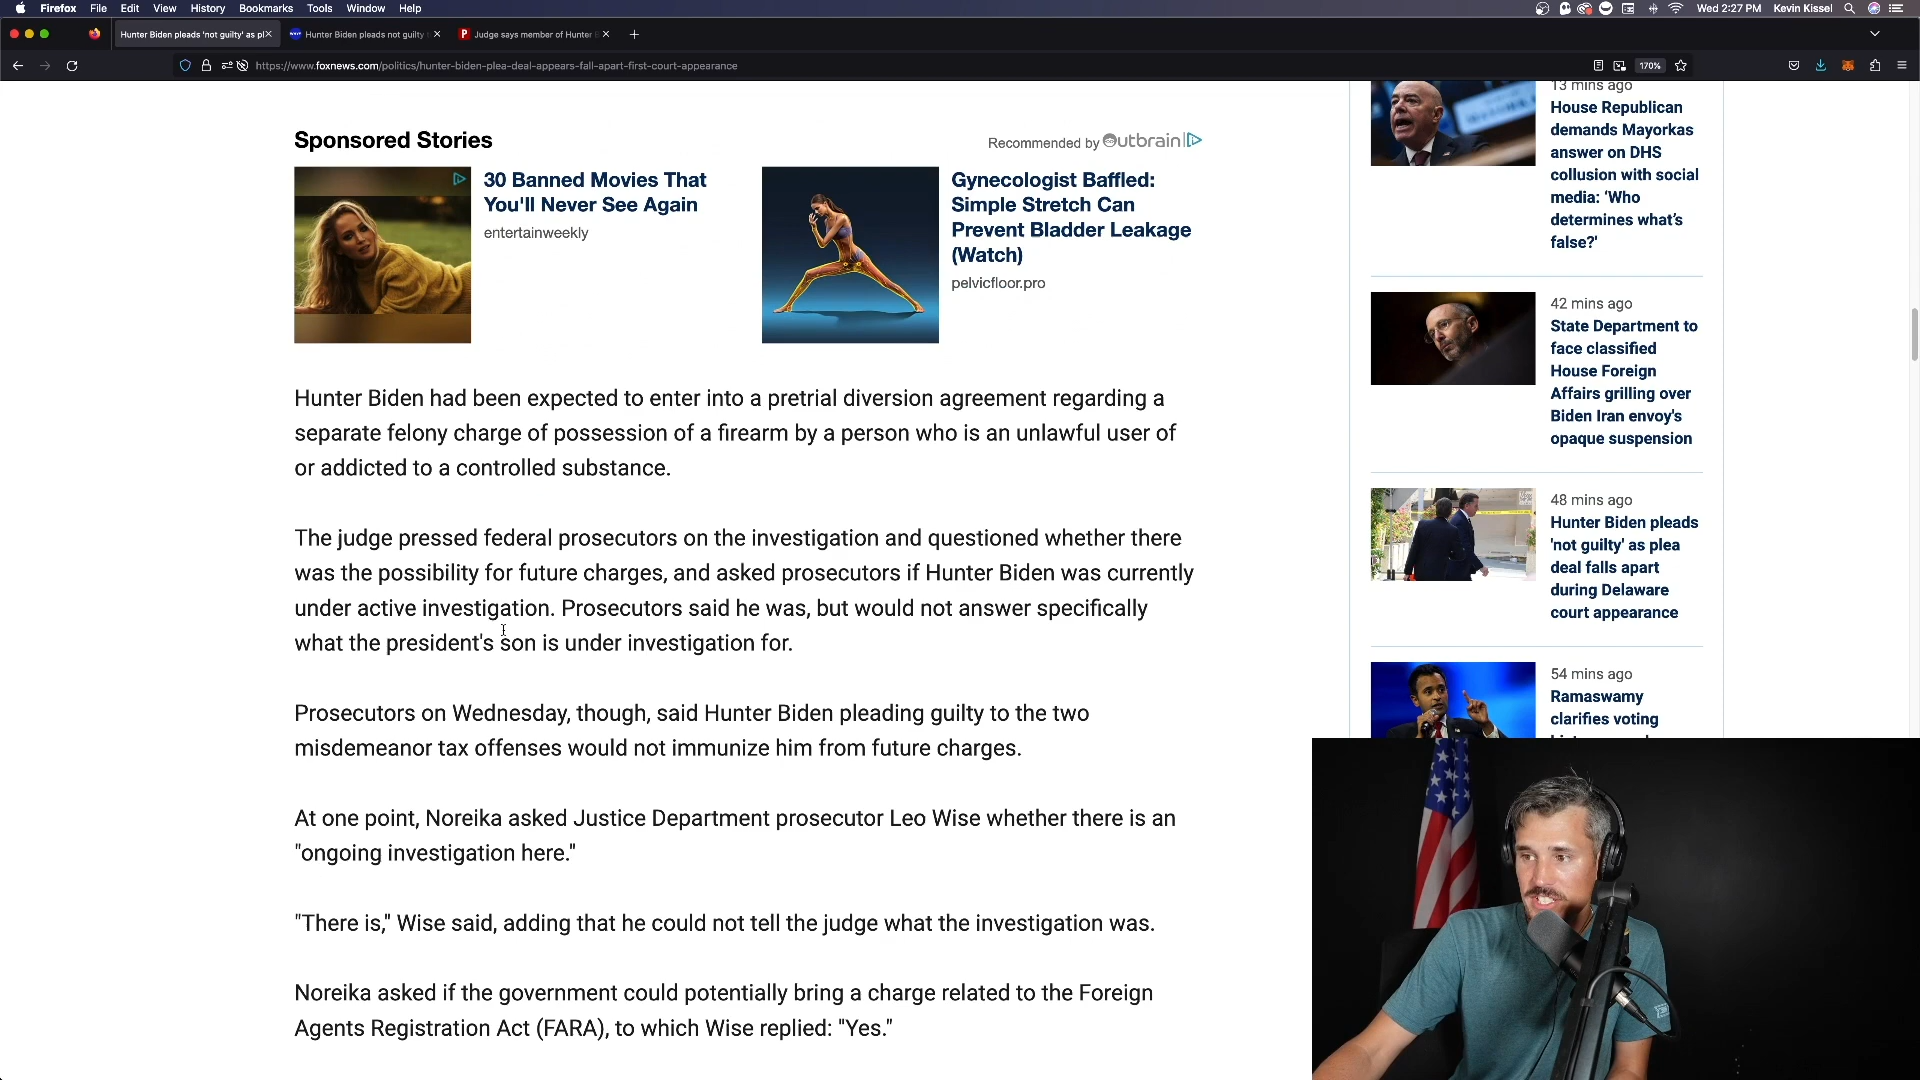 Firefox File Edit View History Bookmarks Tools Window Help
Wed 2:27 PM Kevin Kissel
Hunter Biden pleads 'not guilty' as pl
Hunter Biden pleads not guilty
Judge says member of Hunter
https://www.foxnews.com/politics/hunter-biden-plea-deal-appears-fall-apart-first-court-appearance
170%
Sponsored Stories
Recommended by Outbrain
30 Banned Movies That
You'll Never See Again
entertainweekly
Gynecologist Baffled:
Simple Stretch Can
Prevent Bladder Leakage
(Watch)
pelvicfloor.pro
Hunter Biden had been expected to enter into a pretrial diversion agreement regarding a
separate felony charge of possession of a firearm by a person who is an unlawful user of
or addicted to a controlled substance.
The judge pressed federal prosecutors on the investigation and questioned whether there
was the possibility for future charges, and asked prosecutors if Hunter Biden was currently
under active investigation. Prosecutors said he was, but would not answer specifically
what the president's son is under investigation for.
Prosecutors on Wednesday, though, said Hunter Biden pleading guilty to the two
misdemeanor tax offenses would not immunize him from future charges.
At one point, Noreika asked Justice Department prosecutor Leo Wise whether there is an
"ongoing investigation here."
"There is," Wise said, adding that he could not tell the judge what the investigation was.
Noreika asked if the government could potentially bring a charge related to the Foreign
Agents Registration Act (FARA), to which Wise replied: "Yes."
13 mins ago
House Republican
demands Mayorkas
answer on DHS
collusion with social
media: ‘Who
determines what’s
false?’
42 mins ago
State Department to
face classified
House Foreign
Affairs grilling over
Biden Iran envoy's
opaque suspension
48 mins ago
Hunter Biden pleads
'not guilty' as plea
deal falls apart
during Delaware
court appearance
54 mins ago
Ramaswamy
clarifies voting